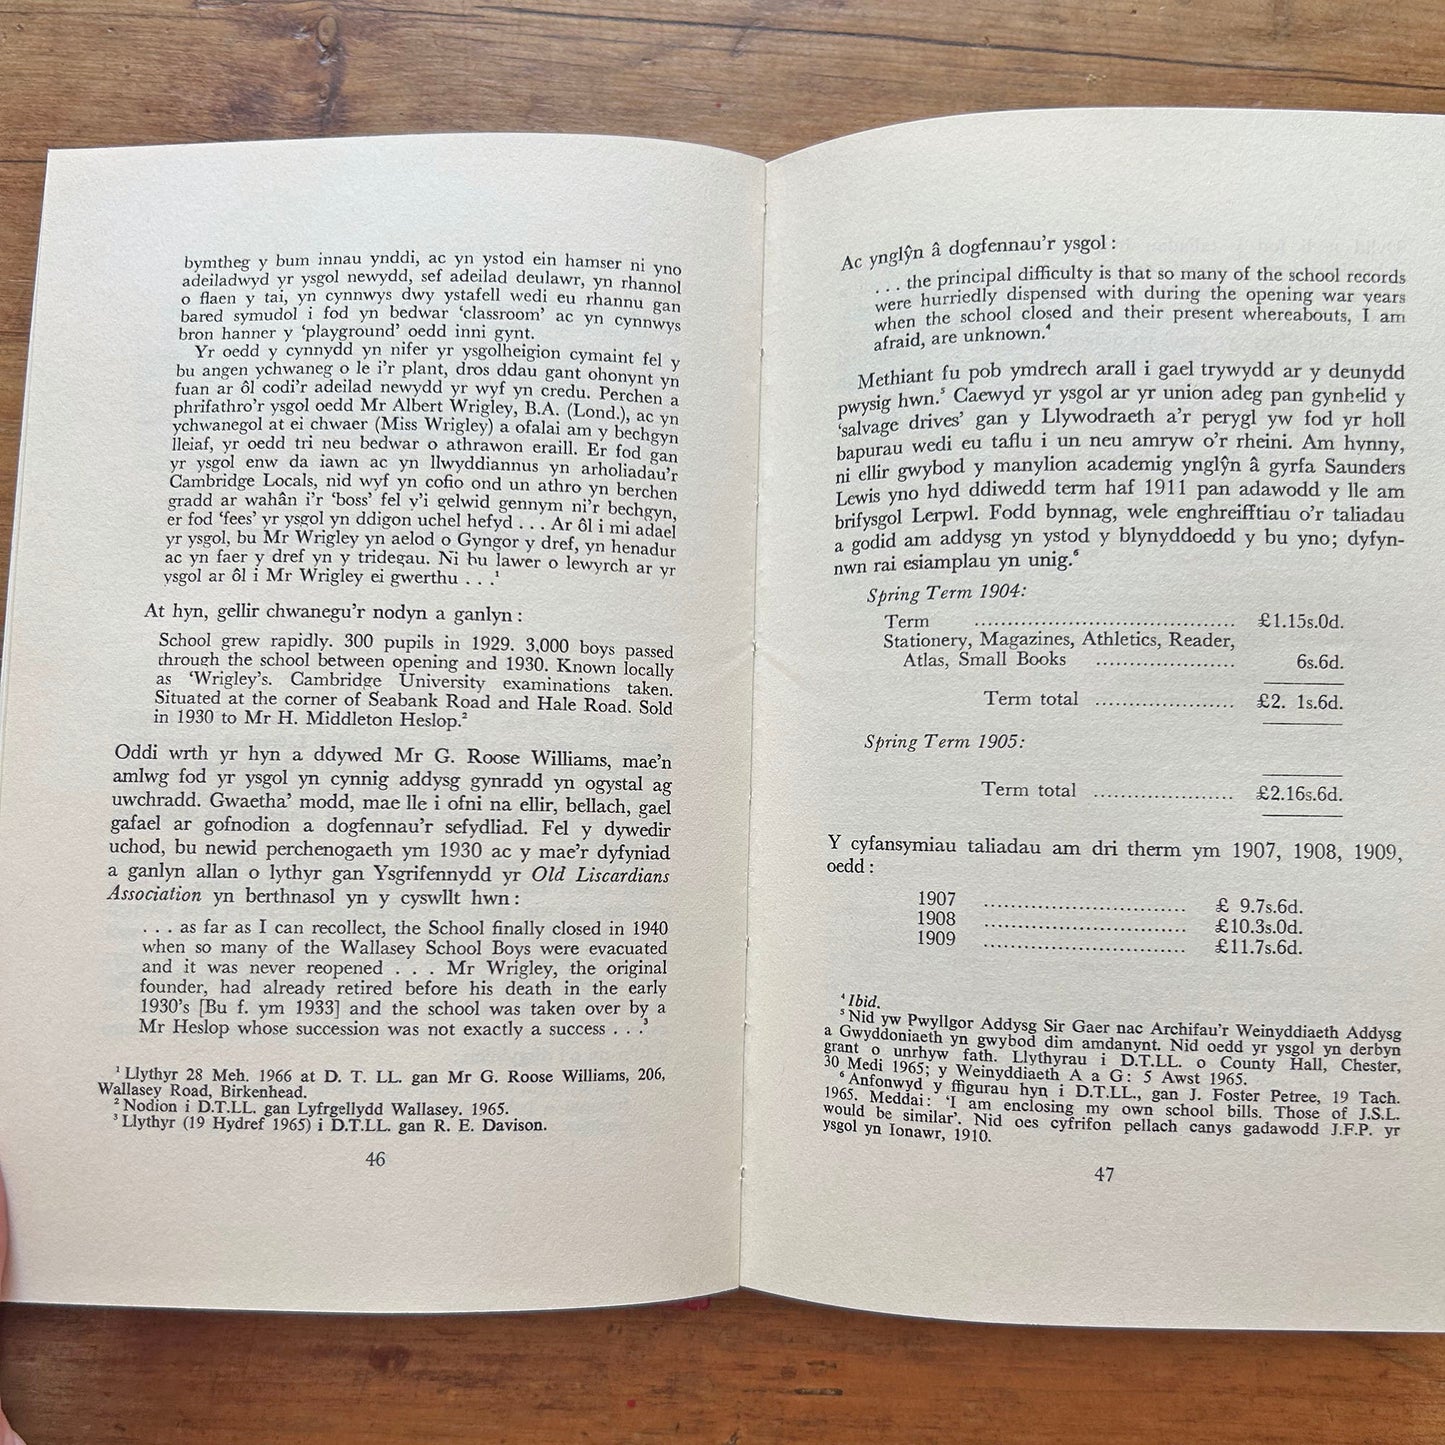 bymtheg y bum innau ynddi, ac yn ystod ein hamser ni yno
adeiladwyd yr ysgol newydd, sef adeilad deulawr, yn rhannol
o flaen y tai, yn cynnwys dwy ystafell wedi eu rhannu gan
bared symudol i fod yn bedwar ‘classroom’ ac yn cynnwys
bron hanner y ‘playground’ oedd inni gynt.
Yr oedd y cynnydd yn nifer yr ysgolheigion cymaint fel y
bu angen ychwaneg o le i’r plant, dros ddau gant ohonynt yn
fuan ar ôl codi’r adeilad newydd yr wyf yn credu. Perchen a
phrifathro’r ysgol oedd Mr Albert Wrigley, B.A. (Lond.), ac yn
ychwanegol at ei chwaer (Miss Wrigley) a ofalai am y bechgyn
lleiaf, yr oedd tri neu bedwar o athrawon eraill. Er fod gan
yr ysgol enw da iawn ac yn llwyddiannus yn arholiadau’r
Cambridge Locals, nid wyf yn cofio ond un athro yn berchen
gradd ar wahân i’r ‘boss’ fel y’i gelwid gennym ni’r bechgyn,
er fod ‘fees’ yr ysgol yn ddigon uchel hefyd . . . Ar ôl i mi adael
yr ysgol, bu Mr Wrigley yn aelod o Gyngor y dref, yn henadur
ac yn faer y dref yn y tridegau. Ni bu lawer o lewyrch ar yr
ysgol ar ôl i Mr Wrigley ei gwerthu . . .¹
At hyn, gellir chwanegu’r nodyn a ganlyn :
School grew rapidly. 300 pupils in 1929. 3,000 boys passed
through the school between opening and 1930. Known locally
as ‘Wrigley’s. Cambridge University examinations taken.
Situated at the corner of Seabank Road and Hale Road. Sold
in 1930 to Mr H. Middleton Heslop.²
Oddi wrth yr hyn a ddywed Mr G. Roose Williams, mae’n
amlwg fod yr ysgol yn cynnig addysg gynradd yn ogystal ag
uwchradd. Gwaetha’ modd, mae lle i ofni na ellir, bellach, gael
gafael ar gofnodion a dogfennau’r sefydliad. Fel y dywedir
uchod, bu newid perchenogaeth ym 1930 ac y mae’r dyfyniad
a ganlyn allan o lythyr gan Ysgrifennydd yr Old Liscardians
Association yn berthnasol yn y cyswllt hwn :
. . . as far as I can recollect, the School finally closed in 1940
when so many of the Wallasey School Boys were evacuated
and it was never reopened . . . Mr Wrigley, the original
founder, had already retired before his death in the early
1930’s [Bu f. ym 1933] and the school was taken over by a
Mr Heslop whose succession was not exactly a success . . .³
¹ Llythyr 28 Meh. 1966 at D. T. LL. gan Mr G. Roose Williams, 206,
Wallasey Road, Birkenhead.
² Nodion i D.T.LL. gan Lyfrgellydd Wallasey. 1965.
³ Llythyr (19 Hydref 1965) i D.T.LL. gan R. E. Davison.
46
Ac ynglŷn â dogfennau’r ysgol :
. . . the principal difficulty is that so many of the school records
were hurriedly dispensed with during the opening war years
when the school closed and their present whereabouts, I am
afraid, are unknown.⁴
Methiant fu pob ymdrech arall i gael trywydd ar y deunydd
pwysig hwn.⁵ Caewyd yr ysgol ar yr union adeg pan gynhelid y
‘salvage drives’ gan y Llywodraeth a’r perygl yw fod yr holl
bapurau wedi eu taflu i un neu amryw o’r rheini. Am hynny,
ni ellir gwybod y manylion academig ynglŷn â gyrfa Saunders
Lewis yno hyd ddiwedd term haf 1911 pan adawodd y lle am
brifysgol Lerpwl. Fodd bynnag, wele enghreifftiau o’r taliadau
a godid am addysg yn ystod y blynyddoedd y bu yno; dyfyn-
nwn rai esiamplau yn unig.⁶
Spring Term 1904:
Term ..................................... £1.15s.0d.
Stationery, Magazines, Athletics, Reader,
Atlas, Small Books ..................... 6s.6d.
Term total ..................... £2. 1s.6d.
Spring Term 1905:
Term total ..................... £2.16s.6d.
Y cyfansymiau taliadau am dri therm ym 1907, 1908, 1909,
oedd :
1907 ............................... £ 9.7s.6d.
1908 ............................... £10.3s.0d.
1909 ............................... £11.7s.6d.
⁴ Ibid.
⁵ Nid yw Pwyllgor Addysg Sir Gaer nac Archifau’r Weinyddiaeth Addysg
a Gwyddoniaeth yn gwybod dim amdanynt. Nid oedd yr ysgol yn derbyn
grant o unrhyw fath. Llythyrau i D.T.LL. o County Hall, Chester,
30 Medi 1965; y Weinyddiaeth A a G: 5 Awst 1965.
⁶ Anfonwyd y ffigurau hyn i D.T.LL., gan J. Foster Petree, 19 Tach.
1965. Meddai: ‘I am enclosing my own school bills. Those of J.S.L.
would be similar’. Nid oes cyfrifon pellach canys gadawodd J.F.P. yr
ysgol yn Ionawr, 1910.
47